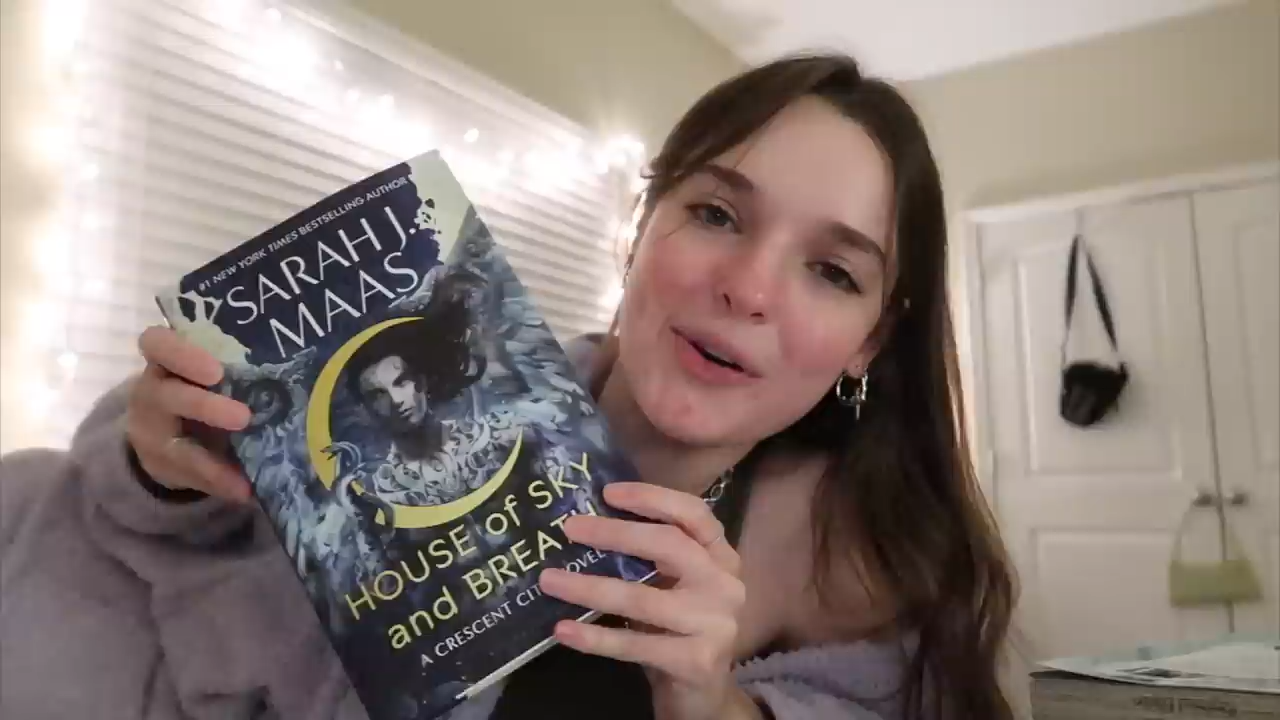 #1 NEW YORK TIMES BESTSELLING AUTHOR
SARAH J.
MAAS
HOUSE of SKY
and BREATH
A CRESCENT CITY NOVEL